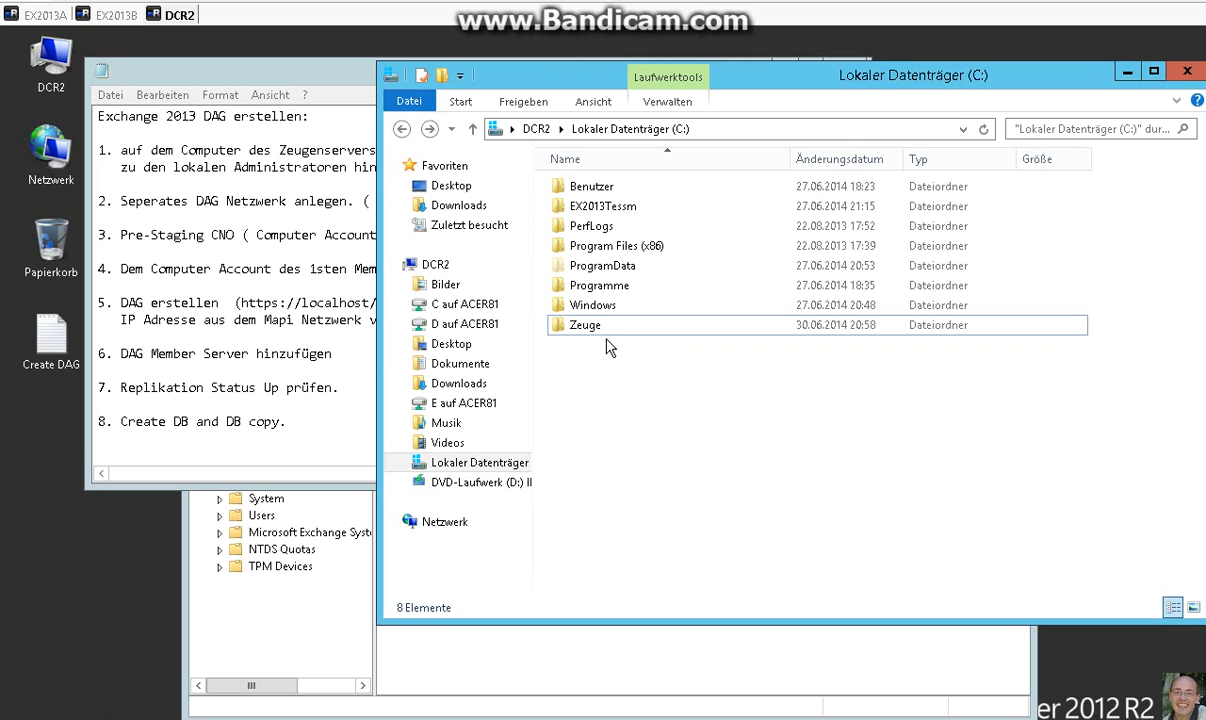 EX2013A EX2013B DCR2
www.Bandicam.com
DCR2
Netzwerk
Papierkorb
Create DAG
Datei Bearbeiten Format Ansicht ?
Exchange 2013 DAG erstellen:
1. auf dem Computer des Zeugenservers
zu den lokalen Administratoren hin
2. Seperates DAG Netzwerk anlegen. (
3. Pre-Staging CNO ( Computer Account
4. Dem Computer Account des 1sten Mem
5. DAG erstellen (https://localhost/
IP Adresse aus dem Mapi Netzwerk v
6. DAG Member Server hinzufügen
7. Replikation Status Up prüfen.
8. Create DB and DB copy.
System
Users
Microsoft Exchange Syst
NTDS Quotas
TPM Devices
Laufwerktools
Lokaler Datenträger (C:)
Datei Start Freigeben Ansicht Verwalten
DCR2 Lokaler Datenträger (C:)
"Lokaler Datenträger (C:)" dur...
Favoriten
Desktop
Downloads
Zuletzt besucht
DCR2
Bilder
C auf ACER81
D auf ACER81
Desktop
Dokumente
Downloads
E auf ACER81
Musik
Videos
Lokaler Datenträger
DVD-Laufwerk (D:) II
Netzwerk
Name Änderungsdatum Typ Größe
Benutzer 27.06.2014 18:23 Dateiordner
EX2013Tessm 27.06.2014 21:15 Dateiordner
PerfLogs 22.08.2013 17:52 Dateiordner
Program Files (x86) 22.08.2013 17:39 Dateiordner
ProgramData 27.06.2014 20:53 Dateiordner
Programme 27.06.2014 18:35 Dateiordner
Windows 27.06.2014 20:48 Dateiordner
Zeuge 30.06.2014 20:58 Dateiordner
8 Elemente
er 2012 R2